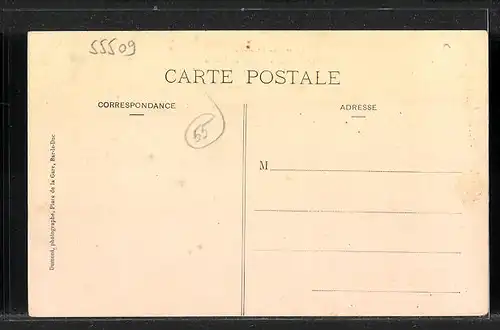 55509
CARTE POSTALE
CORRESPONDANCE
ADRESSE
55
M
Dumont, photographe, Place de la Gare, Bar-le-Duc